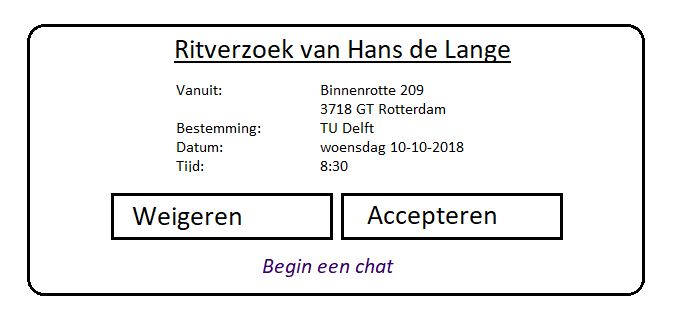 Ritverzoek van Hans de Lange
Vanuit: Binnenrotte 209
3718 GT Rotterdam
Bestemming: TU Delft
Datum: woensdag 10-10-2018
Tijd: 8:30
Weigeren Accepteren
Begin een chat